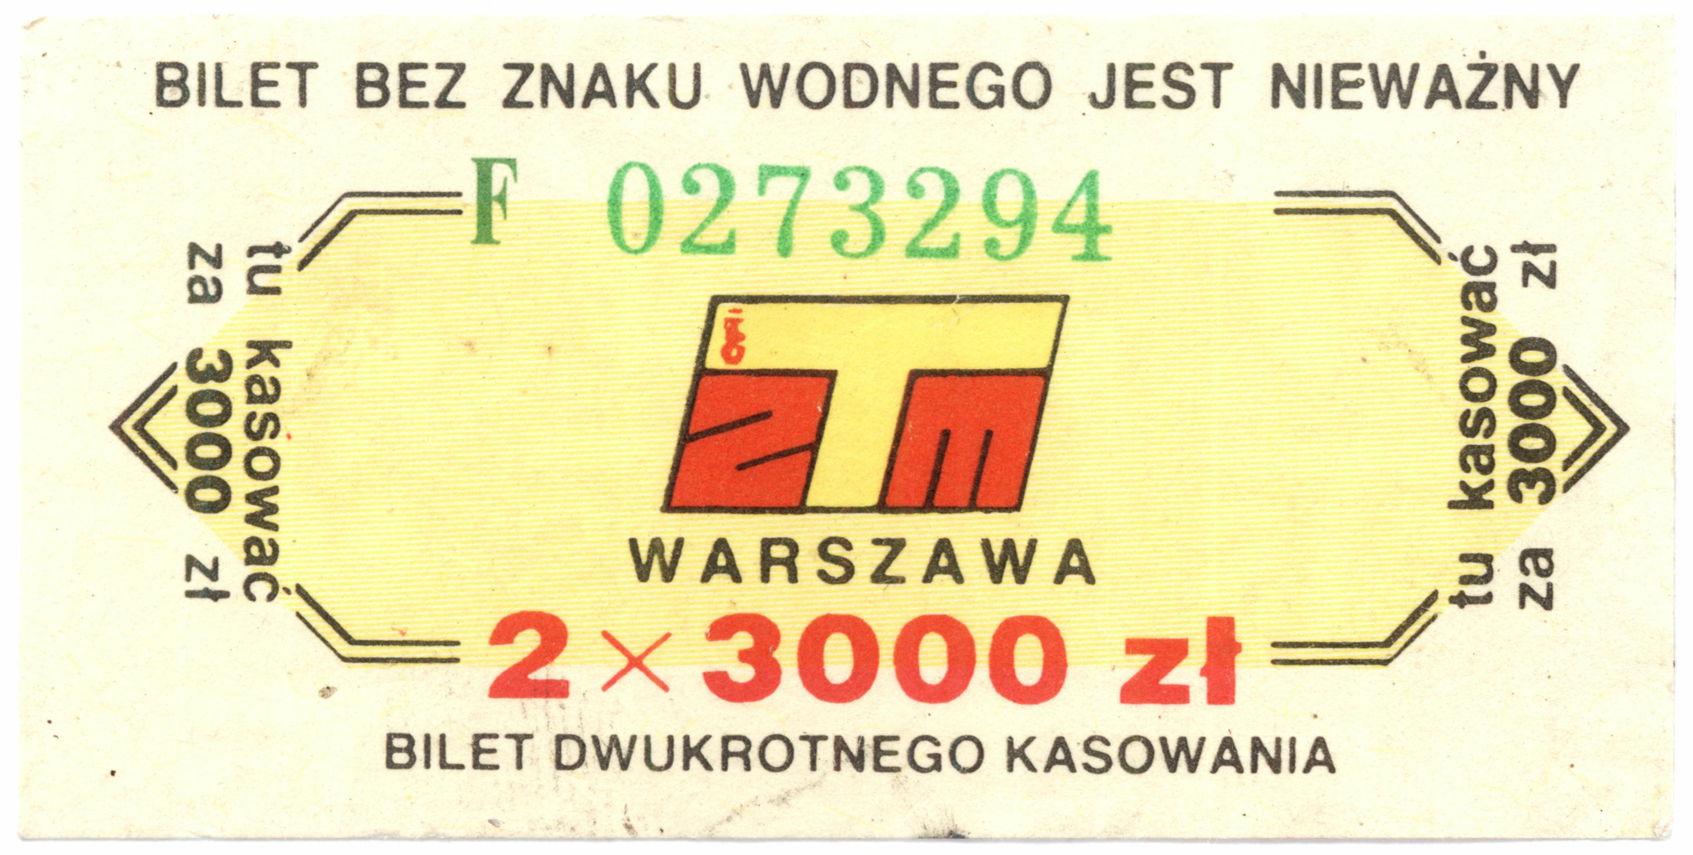 BILET BEZ ZNAKU WODNEGO JEST NIEWAŻNY
F 0273294
tu kasować
za 3000 zł
ZTM
WARSZAWA
2 × 3000 zł
tu kasować
za 3000 zł
BILET DWUKROTNEGO KASOWANIA